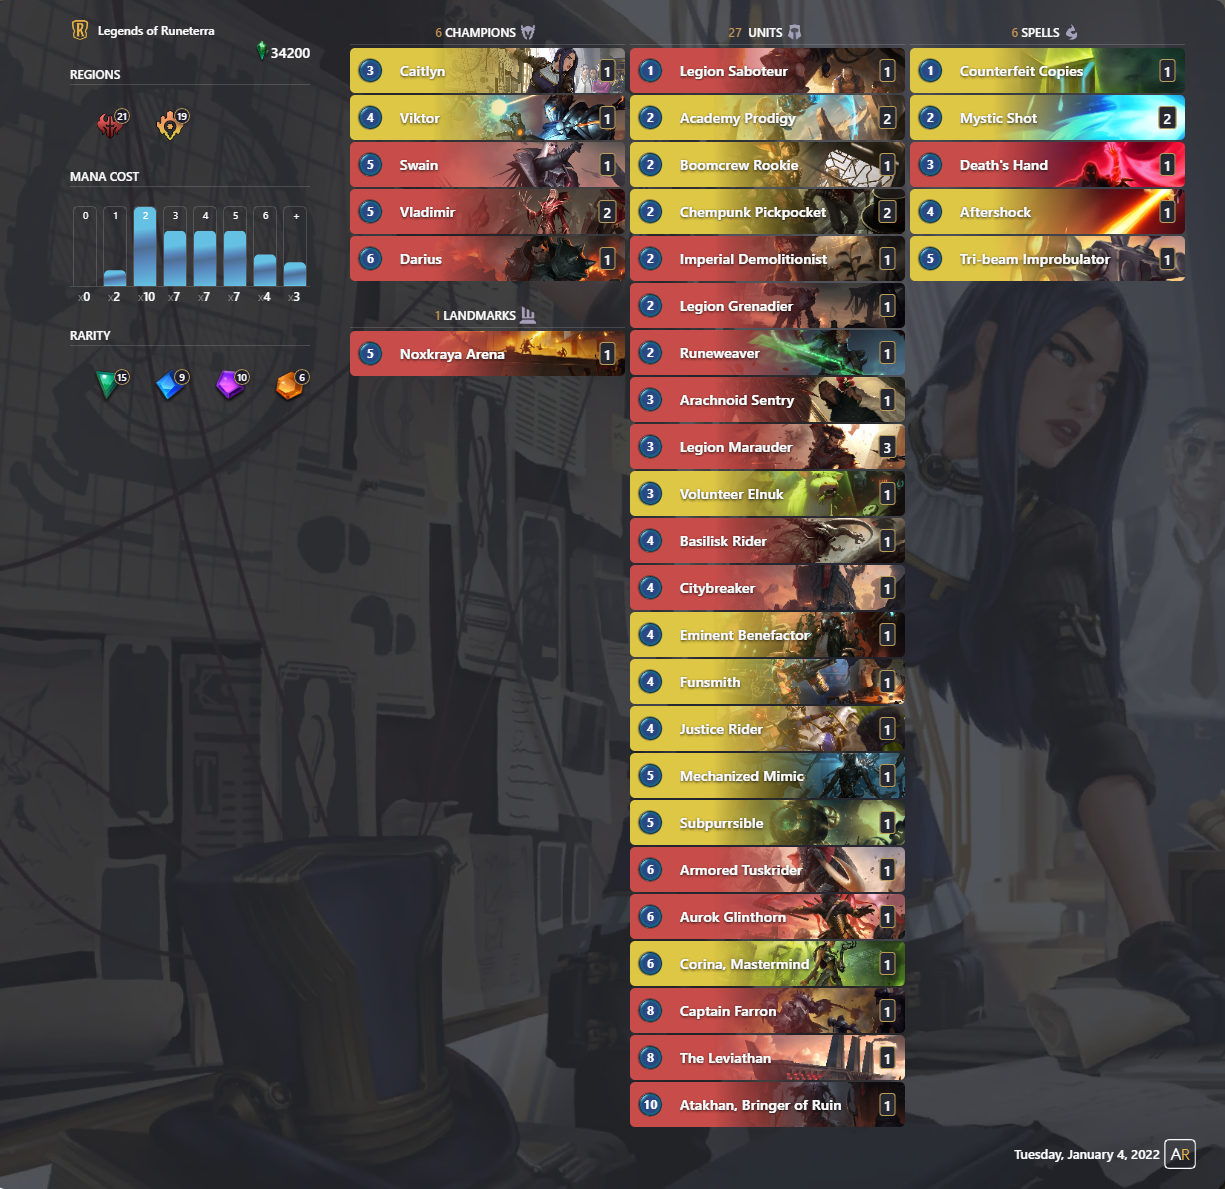 Legends of Runeterra
34200
REGIONS
21
19
MANA COST
0 1 2 3 4 5 6 +
x0 x2 x10 x7 x7 x7 x4 x3
RARITY
15 9 10 6
6 CHAMPIONS
3 Caitlyn 1
4 Viktor 1
5 Swain 1
5 Vladimir 2
6 Darius 1
1 LANDMARKS
5 Noxkraya Arena 1
27 UNITS
1 Legion Saboteur 1
2 Academy Prodigy 2
2 Boomcrew Rookie 1
2 Chempunk Pickpocket 2
2 Imperial Demolitionist 1
2 Legion Grenadier 1
2 Runeweaver 1
3 Arachnoid Sentry 1
3 Legion Marauder 3
3 Volunteer Elnuk 1
4 Basilisk Rider 1
4 Citybreaker 1
4 Eminent Benefactor 1
4 Funsmith 1
4 Justice Rider 1
5 Mechanized Mimic 1
5 Subpurrsible 1
6 Armored Tuskrider 1
6 Aurok Glinthorn 1
6 Corina, Mastermind 1
8 Captain Farron 1
8 The Leviathan 1
10 Atakhan, Bringer of Ruin 1
6 SPELLS
1 Counterfeit Copies 1
2 Mystic Shot 2
3 Death's Hand 1
4 Aftershock 1
5 Tri-beam Improbulator 1
Tuesday, January 4, 2022 AR